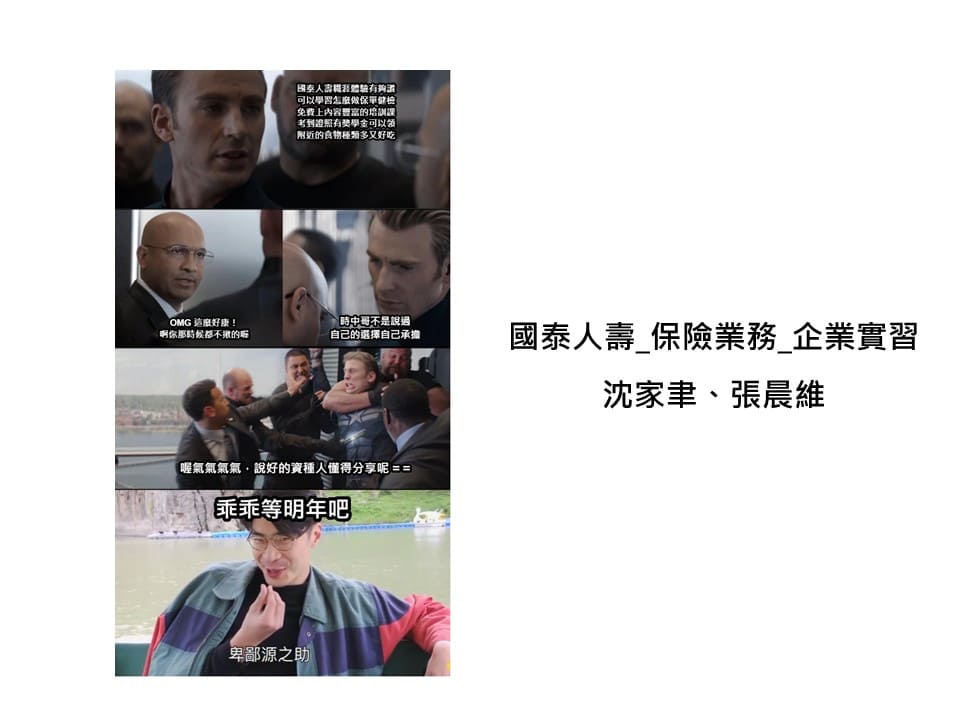 國泰人壽職涯體驗有夠讚
可以學習怎麼做保單健檢
免費上內容豐富的培訓課
考到證照有獎學金可以領
附近的食物種類多又好吃
OMG 這麼好康！
啊你那時候都不揪的喔
時中哥不是說過
自己的選擇自己承擔
喔氣氣氣氣，說好的資種人懂得分享呢 = =
乖乖等明年吧
卑鄙源之助
國泰人壽_保險業務_企業實習
沈家聿、張晨維